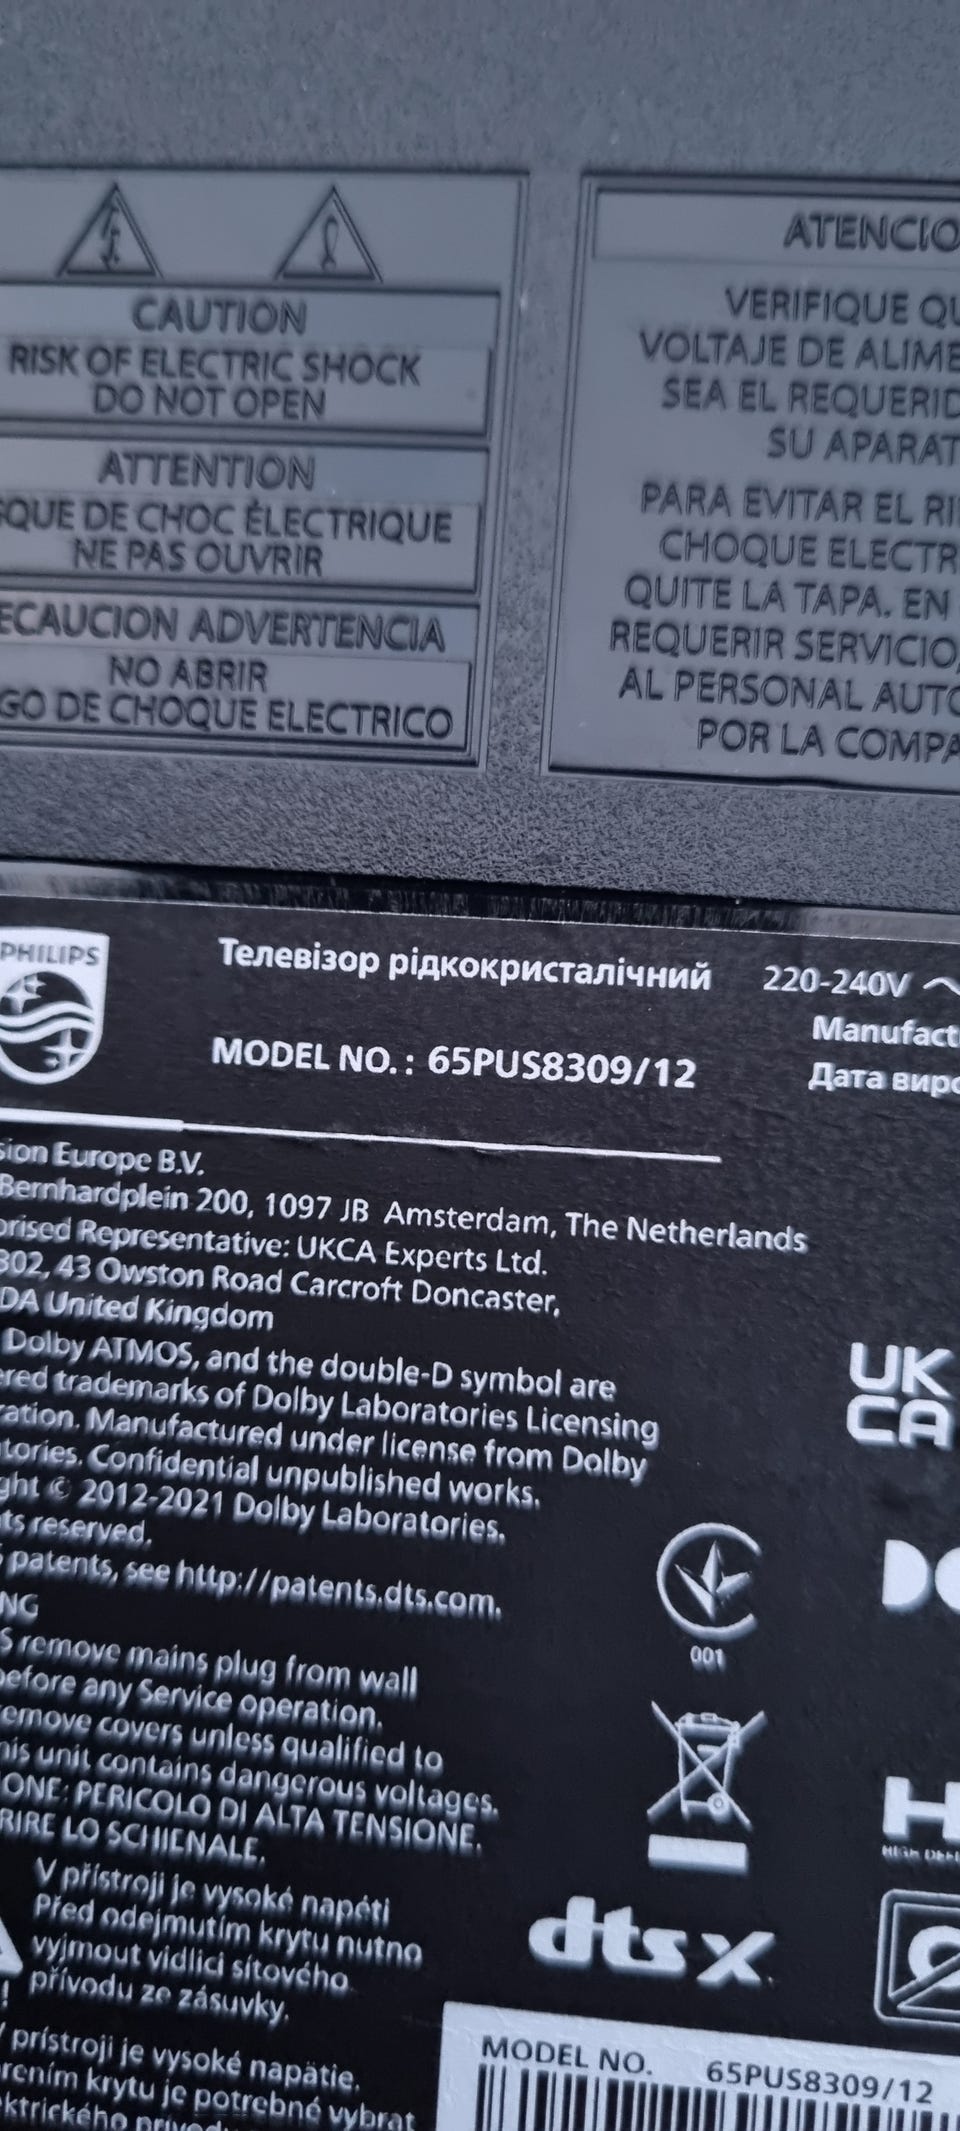 CAUTION
RISK OF ELECTRIC SHOCK
DO NOT OPEN
ATTENTION
SQUE DE CHOC ÉLECTRIQUE
NE PAS OUVRIR
ECAUCION ADVERTENCIA
NO ABRIR
GO DE CHOQUE ELECTRICO
ATENCIO
VERIFIQUE QU
VOLTAJE DE ALIME
SEA EL REQUERID
SU APARAT
PARA EVITAR EL RI
CHOQUE ELECTR
QUITE LA TAPA. EN
REQUERIR SERVICIO,
AL PERSONAL AUTO
POR LA COMPA
PHILIPS
Телевізор рідкокристалічний
220-240V ~
MODEL NO.: 65PUS8309/12
Manufact
Дата виро
sion Europe B.V.
Bernhardplein 200, 1097 JB Amsterdam, The Netherlands
orised Representative: UKCA Experts Ltd.
302, 43 Owston Road Carcroft Doncaster,
DA United Kingdom
Dolby ATMOS, and the double-D symbol are
ered trademarks of Dolby Laboratories Licensing
ration. Manufactured under license from Dolby
tories. Confidential unpublished works.
ght © 2012-2021 Dolby Laboratories.
ts reserved.
patents, see http://patents.dts.com.
NG
S remove mains plug from wall
before any Service operation.
emove covers unless qualified to
his unit contains dangerous voltages.
ONE: PERICOLO DI ALTA TENSIONE.
RIRE LO SCHIENALE.
V přístroji je vysoké napětí
Před odejmutím krytu nutno
vyjmout vidlici síťového
přívodu ze zásuvky.
V prístroji je vysoké napätie.
orením krytu je potrebné vybrat
ektrického prívod
UK
CA
001
DO
H
HIGH DEFI
dts x
MODEL NO. 65PUS8309/12